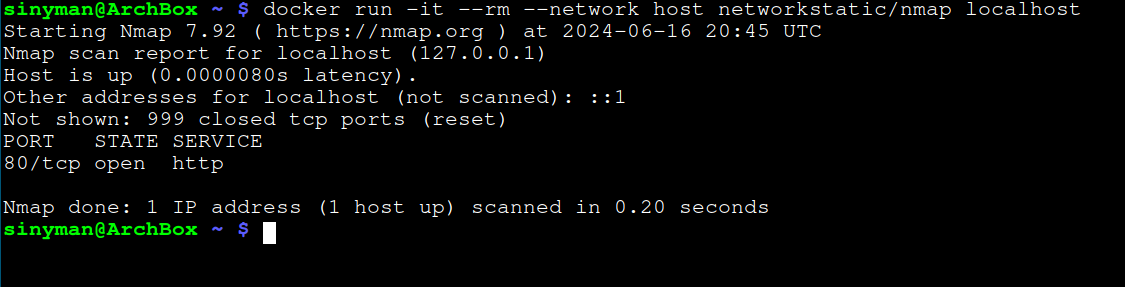 sinyman@ArchBox ~ $ docker run -it --rm --network host networkstatic/nmap localhost
Starting Nmap 7.92 ( https://nmap.org ) at 2024-06-16 20:45 UTC
Nmap scan report for localhost (127.0.0.1)
Host is up (0.0000080s latency).
Other addresses for localhost (not scanned): ::1
Not shown: 999 closed tcp ports (reset)
PORT   STATE SERVICE
80/tcp open  http
Nmap done: 1 IP address (1 host up) scanned in 0.20 seconds
sinyman@ArchBox ~ $